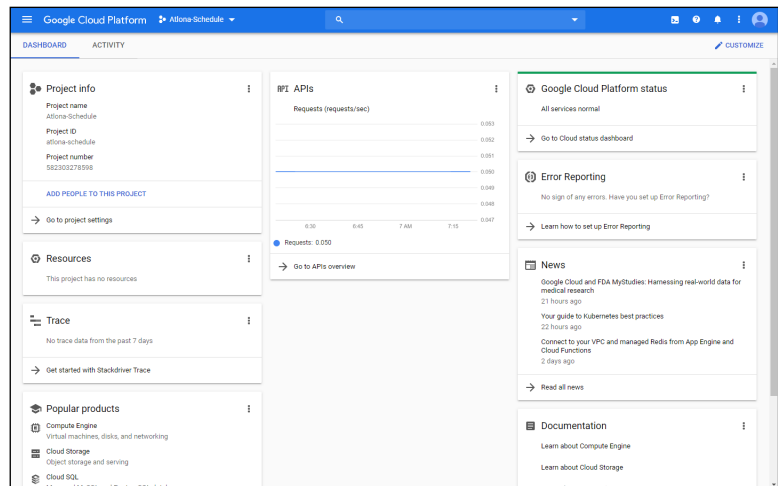 Google Cloud Platform
Atlona-Schedule
DASHBOARD
ACTIVITY
CUSTOMIZE
Project info
Project name
Atlona-Schedule
Project ID
atlona-schedule
Project number
582303278598
ADD PEOPLE TO THIS PROJECT
Go to project settings
Resources
This project has no resources
Trace
No trace data from the past 7 days
Get started with Stackdriver Trace
Popular products
Compute Engine
Virtual machines, disks, and networking
Cloud Storage
Object storage and serving
Cloud SQL
API APIs
Requests (requests/sec)
0.053
0.052
0.051
0.050
0.049
0.048
0.047
6:30 6:45 7 AM 7:15
Requests: 0.050
Go to APIs overview
Google Cloud Platform status
All services normal
Go to Cloud status dashboard
Error Reporting
No sign of any errors. Have you set up Error Reporting?
Learn how to set up Error Reporting
News
Google Cloud and FDA MyStudies: Harnessing real-world data for
medical research
21 hours ago
Your guide to Kubernetes best practices
22 hours ago
Connect to your VPC and managed Redis from App Engine and
Cloud Functions
2 days ago
Read all news
Documentation
Learn about Compute Engine
Learn about Cloud Storage